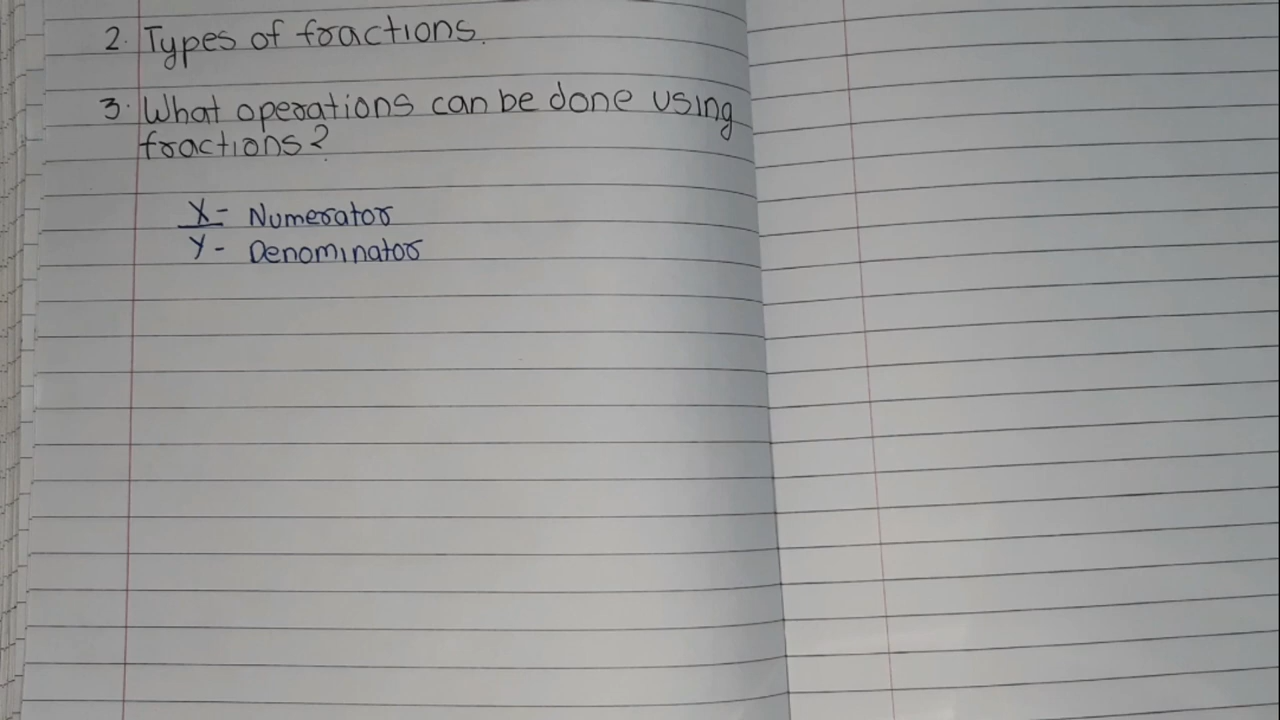 2. Types of fractions.
3. What operations can be done using
fractions?
X - Numerator
Y - Denominator